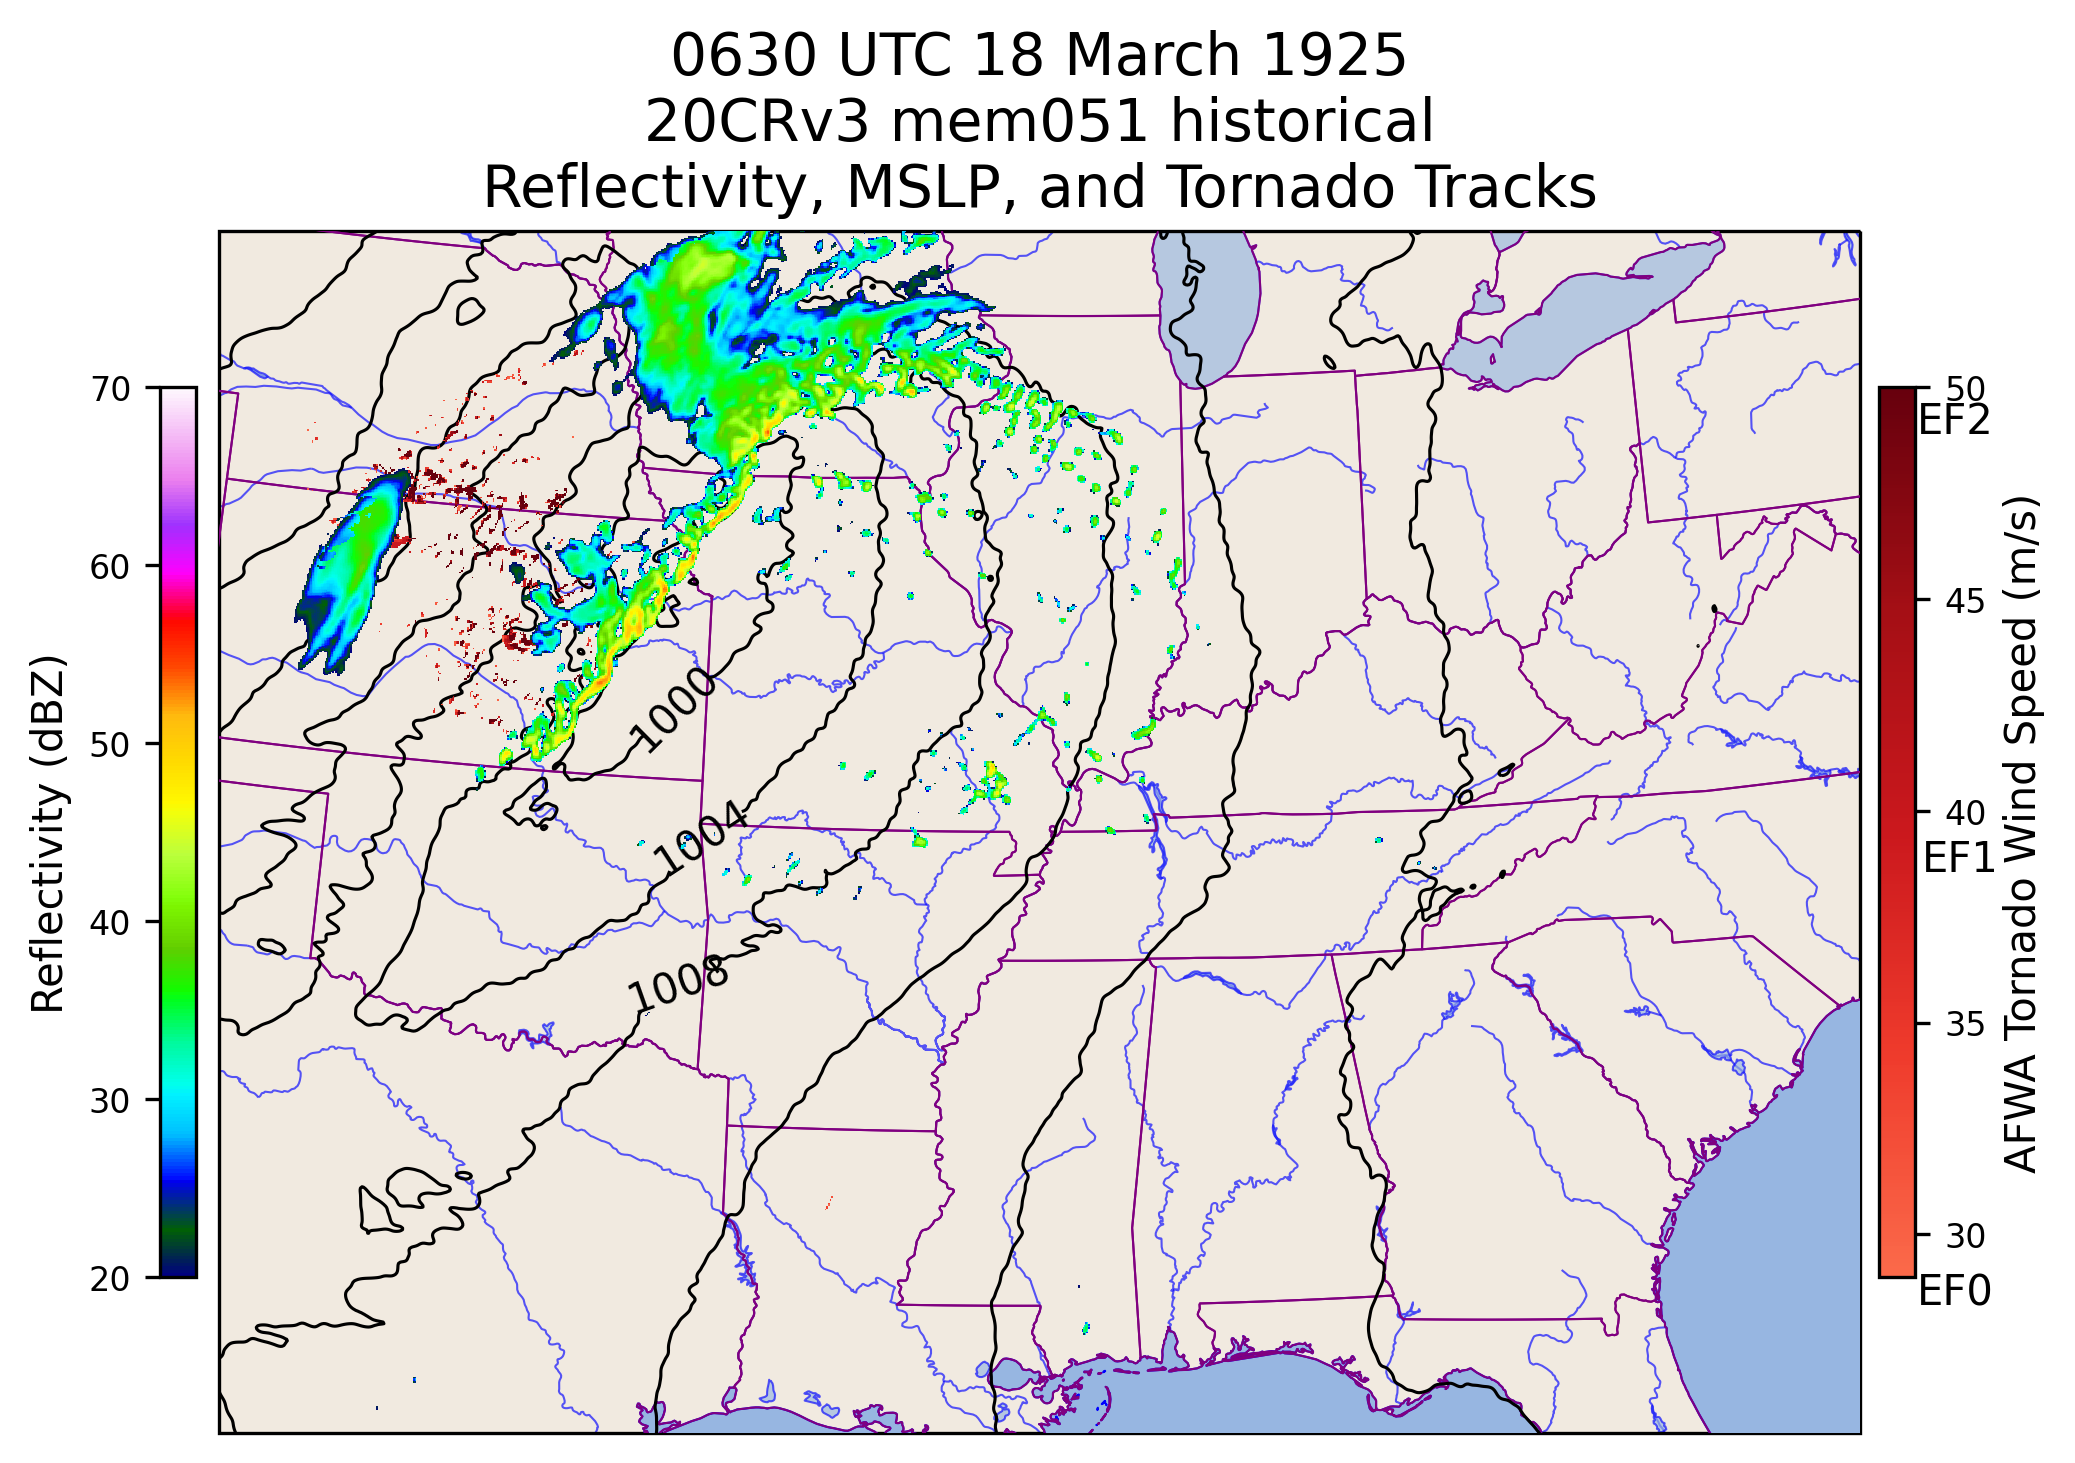 0630 UTC 18 March 1925
20CRv3 mem051 historical
Reflectivity, MSLP, and Tornado Tracks
70
60
50
40
30
20
Reflectivity (dBZ)
1000
1004
1008
50
EF2
45
40
EF1
35
30
EF0
AFWA Tornado Wind Speed (m/s)